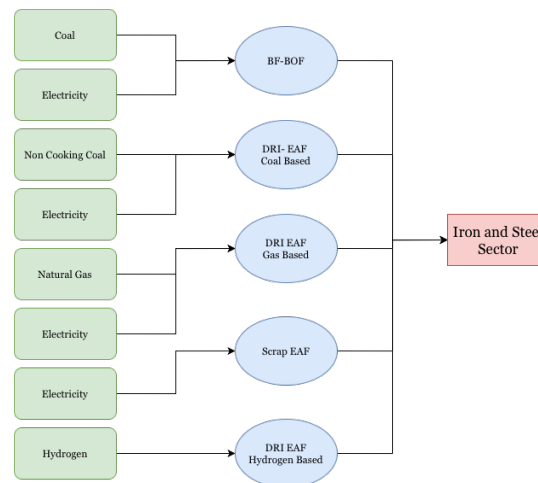 Coal
Electricity
BF-BOF
Non Cooking Coal
Electricity
DRI- EAF
Coal Based
Natural Gas
Electricity
DRI EAF
Gas Based
Electricity
Scrap EAF
Hydrogen
DRI EAF
Hydrogen Based
Iron and Stee
Sector